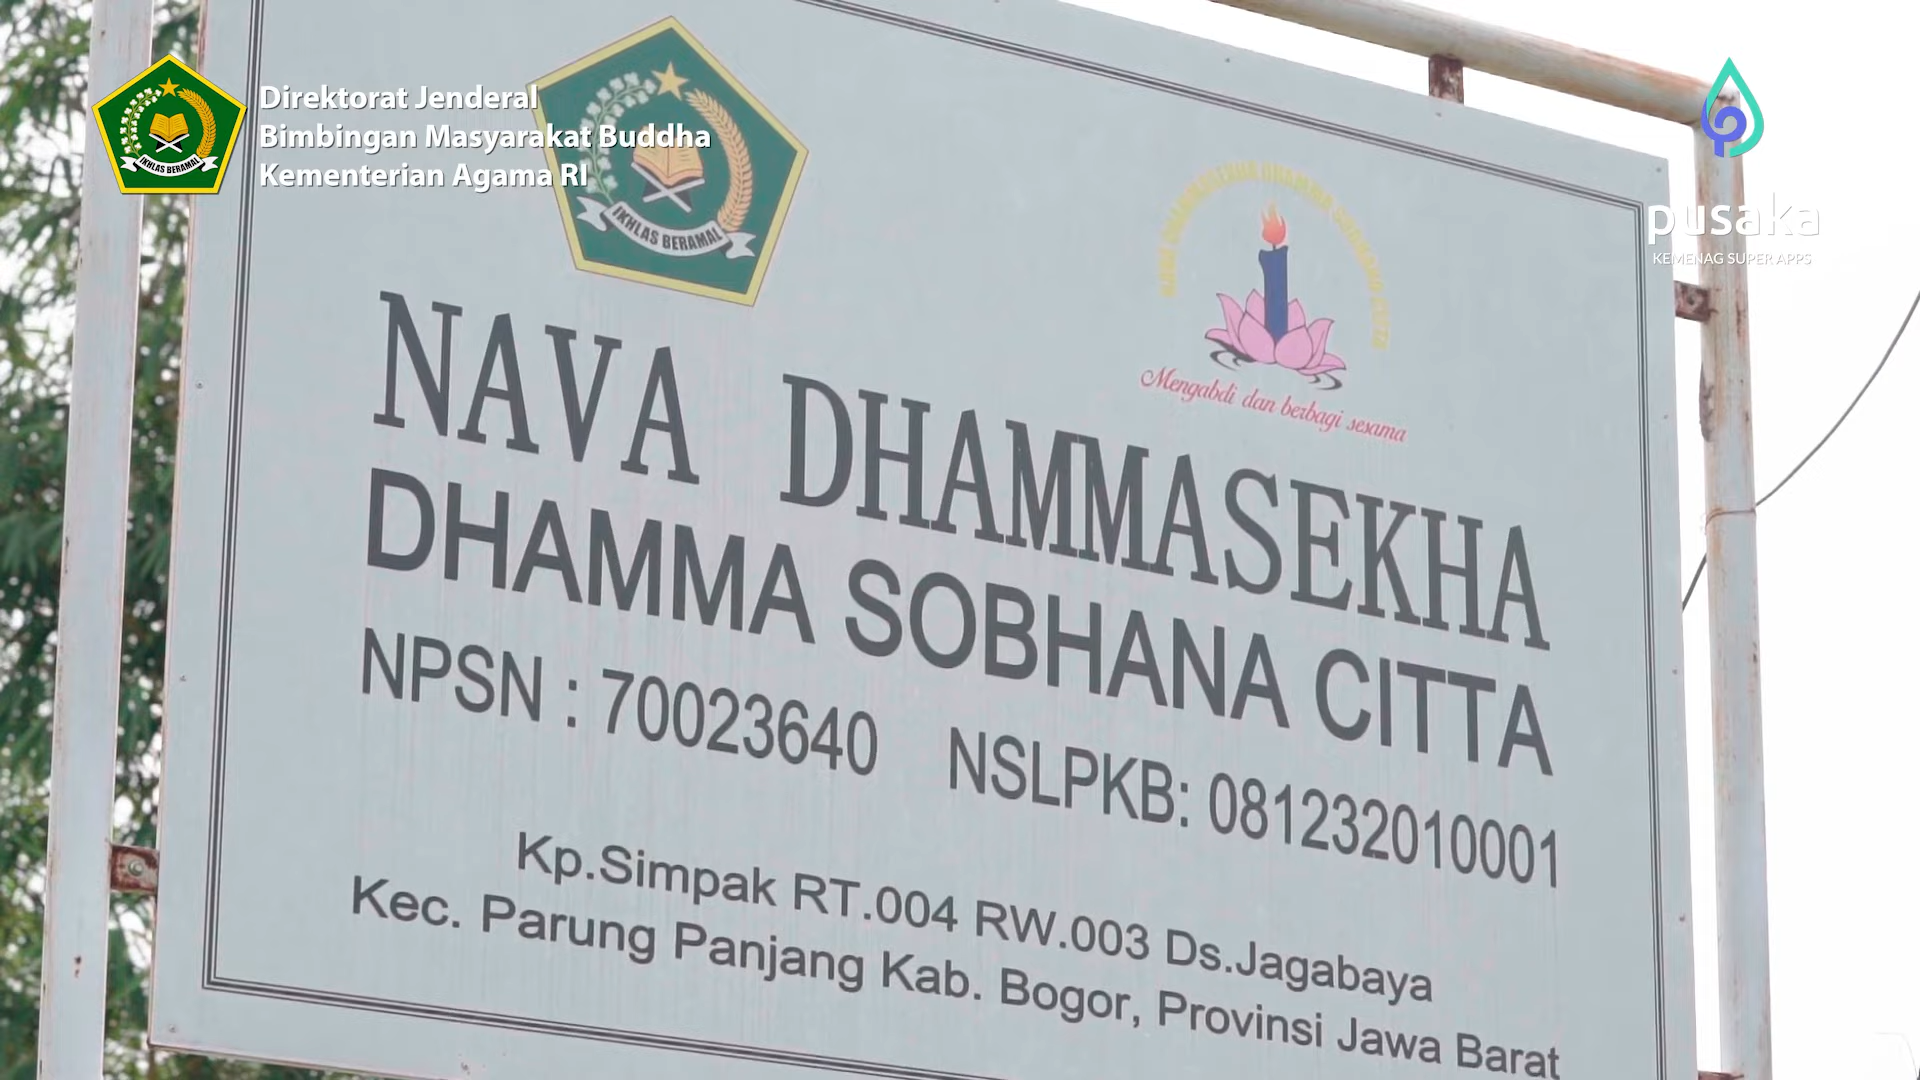 Direktorat Jenderal
Bimbingan Masyarakat Buddha
Kementerian Agama RI
IKHLAS BERAMAL
IKHLAS BERAMAL
pusaka
KEMENAG SUPER APPS
Mengabdi dan berbagi sesama
NAVA DHAMMASEKHA
DHAMMA SOBHANA CITTA
NPSN : 70023640 NSLPKB: 081232010001
Kp.Simpak RT.004 RW.003 Ds.Jagabaya
Kec. Parung Panjang Kab. Bogor, Provinsi Jawa Barat